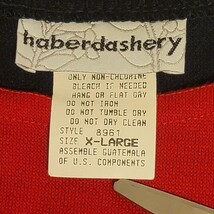 haberdashery
ONLY NON-CHLORINE
BLEACH IF NEEDED
HANG OR FLAT DAY
DO NOT IRON
DO NOT TUMBLE DRY
DO NOT DRY CLEAN
STYLE 8961
SIZE X-LARGE
ASSEMBLE GUATEMALA
OF U.S. COMPONENTS